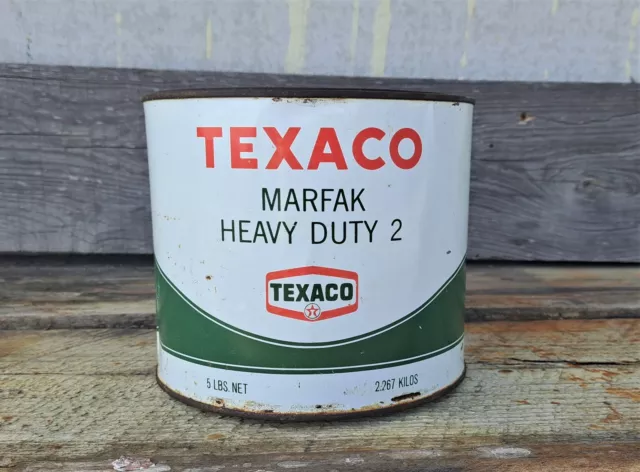 TEXACO
MARFAK
HEAVY DUTY 2
TEXACO
5 LBS. NET 2.267 KILOS